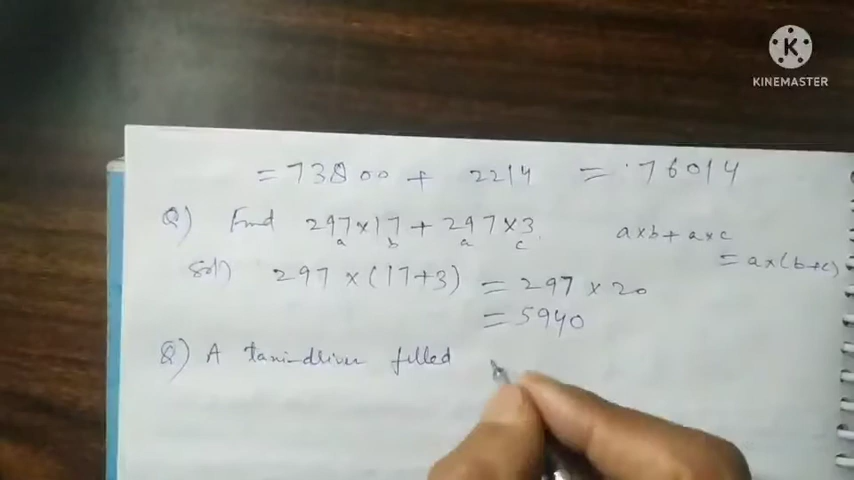 KINEMASTER
= 73800 + 2214 = 76014
Q) Find 297×17 + 297×3 a×b + a×c
a b a c = a×(b+c)
Sol) 297 × (17+3) = 297 × 20
= 5940
Q) A taxi-driver filled